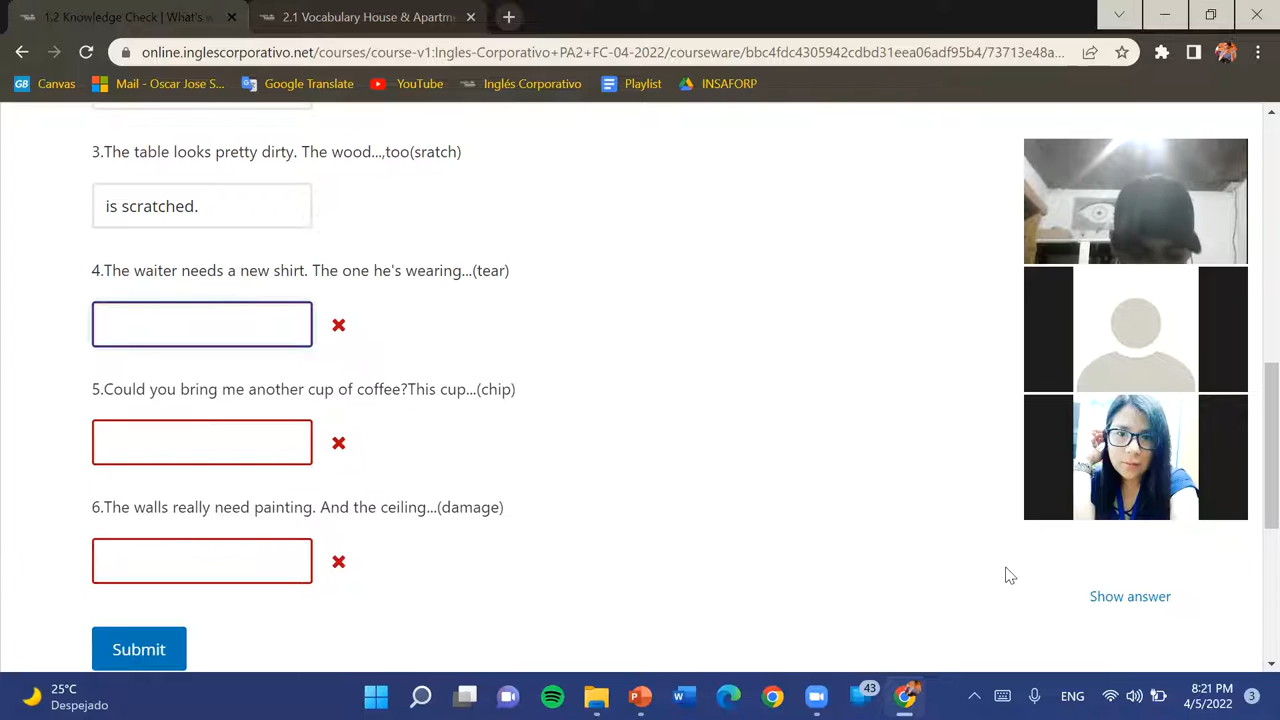 1.2 Knowledge Check | What's w
2.1 Vocabulary House & Apartm
online.inglescorporativo.net/courses/course-v1:Ingles-Corporativo+PA2+FC-04-2022/courseware/bbc4fdc4305942cdbd31eea06adf95b4/73713e48a...
GB Canvas Mail - Oscar Jose S... Google Translate YouTube Inglés Corporativo Playlist INSAFORP
3.The table looks pretty dirty. The wood...,too(sratch)
is scratched.
4.The waiter needs a new shirt. The one he's wearing...(tear)
5.Could you bring me another cup of coffee?This cup...(chip)
6.The walls really need painting. And the ceiling...(damage)
Show answer
Submit
25°C
Despejado
43
ENG
8:21 PM
4/5/2022
3